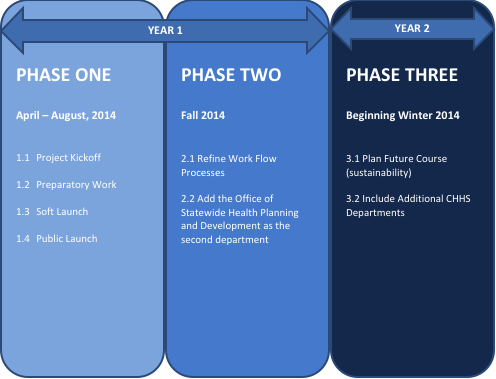 YEAR 1
YEAR 2
PHASE ONE
April – August, 2014
1.1 Project Kickoff
1.2 Preparatory Work
1.3 Soft Launch
1.4 Public Launch
PHASE TWO
Fall 2014
2.1 Refine Work Flow
Processes
2.2 Add the Office of
Statewide Health Planning
and Development as the
second department
PHASE THREE
Beginning Winter 2014
3.1 Plan Future Course
(sustainability)
3.2 Include Additional CHHS
Departments